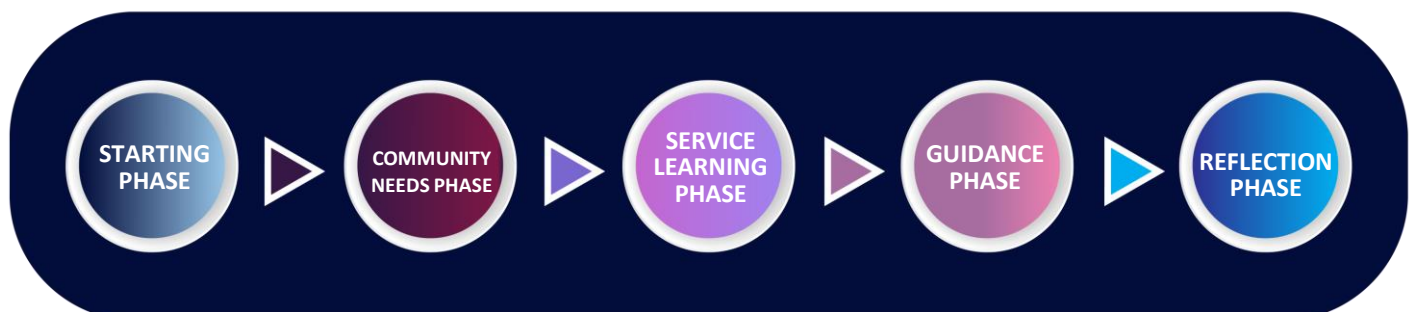 STARTING
PHASE
COMMUNITY
NEEDS PHASE
SERVICE
LEARNING
PHASE
GUIDANCE
PHASE
REFLECTION
PHASE